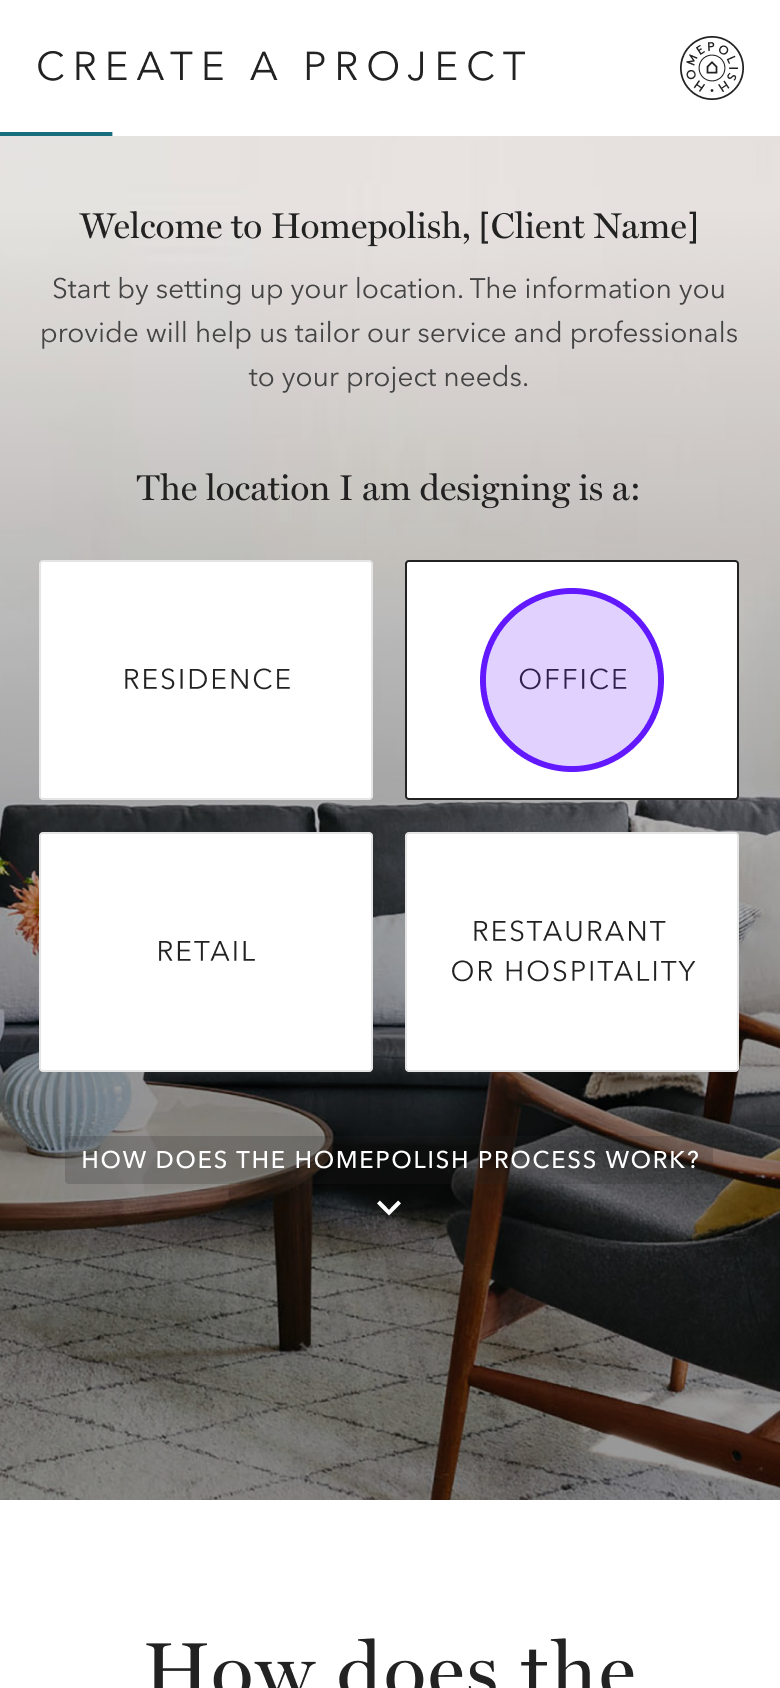 CREATE A PROJECT
HOMEPOLISH
Welcome to Homepolish, [Client Name]
Start by setting up your location. The information you
provide will help us tailor our service and professionals
to your project needs.
The location I am designing is a:
RESIDENCE
OFFICE
RETAIL
RESTAURANT
OR HOSPITALITY
HOW DOES THE HOMEPOLISH PROCESS WORK?
How does the